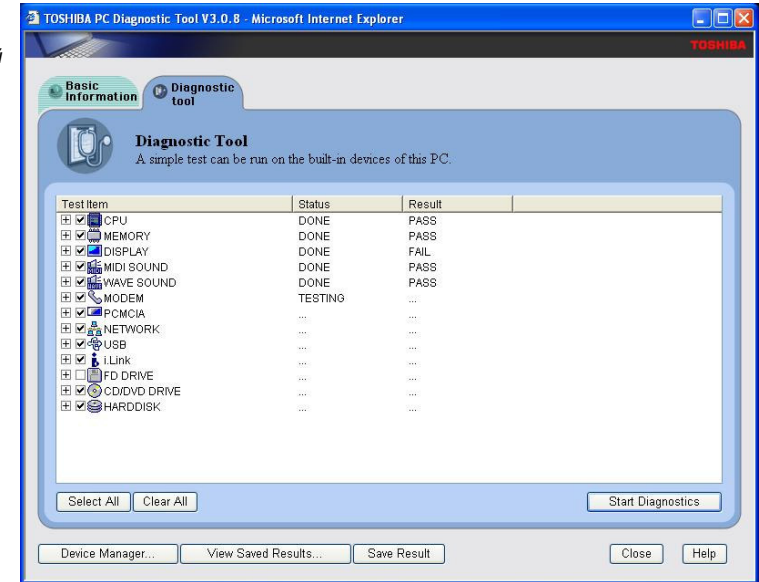 TOSHIBA PC Diagnostic Tool V3.0.8 - Microsoft Internet Explorer
TOSHIBA
Basic Information
Diagnostic tool
Diagnostic Tool
A simple test can be run on the built-in devices of this PC.
Test Item Status Result
CPU DONE PASS
MEMORY DONE PASS
DISPLAY DONE FAIL
MIDI SOUND DONE PASS
WAVE SOUND DONE PASS
MODEM TESTING ...
PCMCIA ... ...
NETWORK ... ...
USB ... ...
i.Link ... ...
FD DRIVE ... ...
CD/DVD DRIVE ... ...
HARDDISK ... ...
Select All Clear All Start Diagnostics
Device Manager... View Saved Results... Save Result Close Help